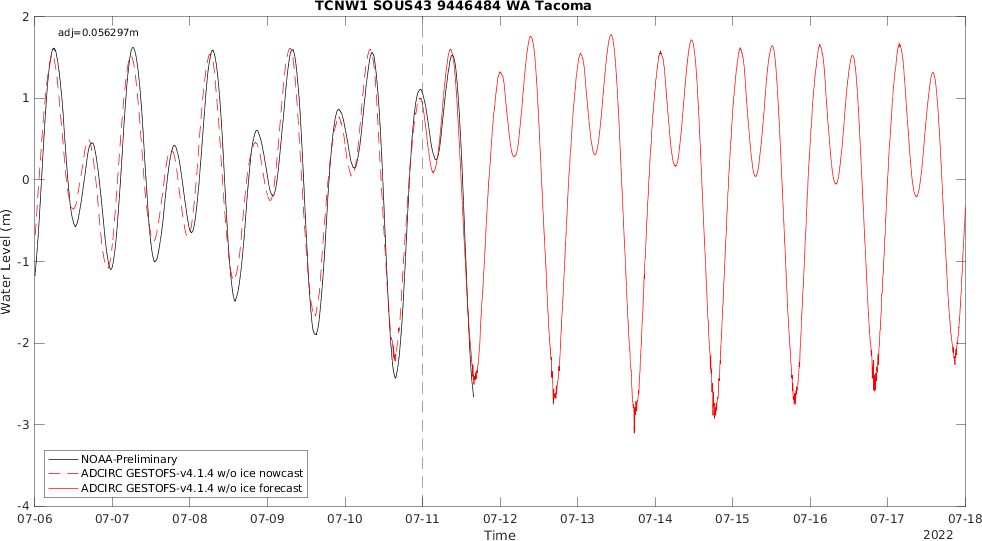 TCNW1 SOUS43 9446484 WA Tacoma
adj=0.056297m
2
1
0
-1
-2
-3
-4
Water Level (m)
NOAA-Preliminary
ADCIRC GESTOFS-v4.1.4 w/o ice nowcast
ADCIRC GESTOFS-v4.1.4 w/o ice forecast
07-06 07-07 07-08 07-09 07-10 07-11 07-12 07-13 07-14 07-15 07-16 07-17 07-18
Time
2022